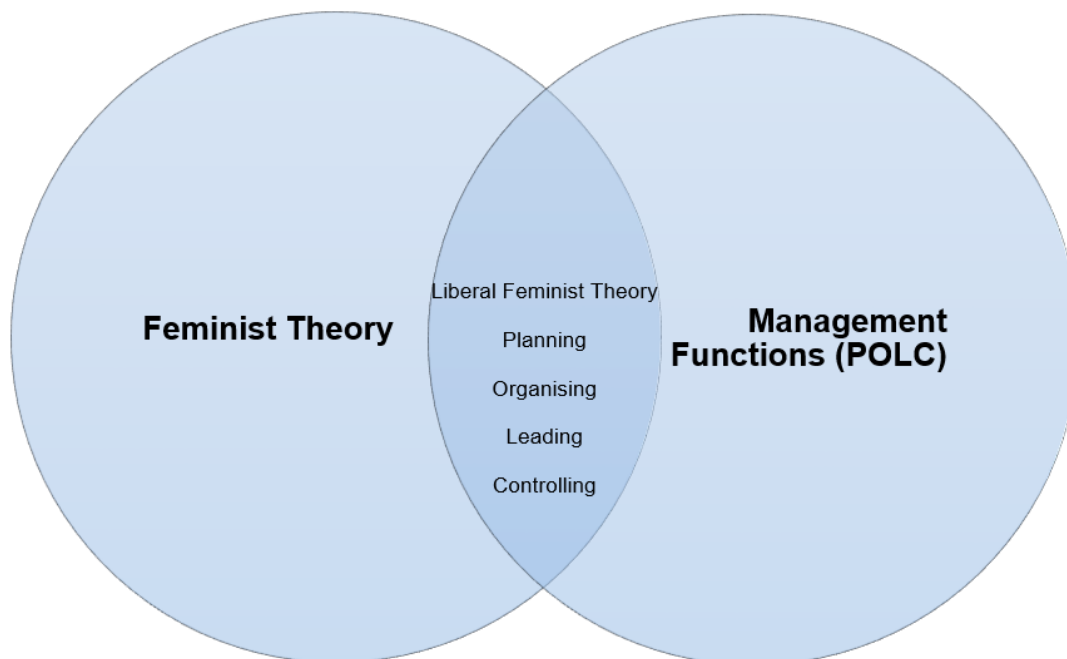 Feminist Theory
Liberal Feminist Theory
Planning
Organising
Leading
Controlling
Management
Functions (POLC)